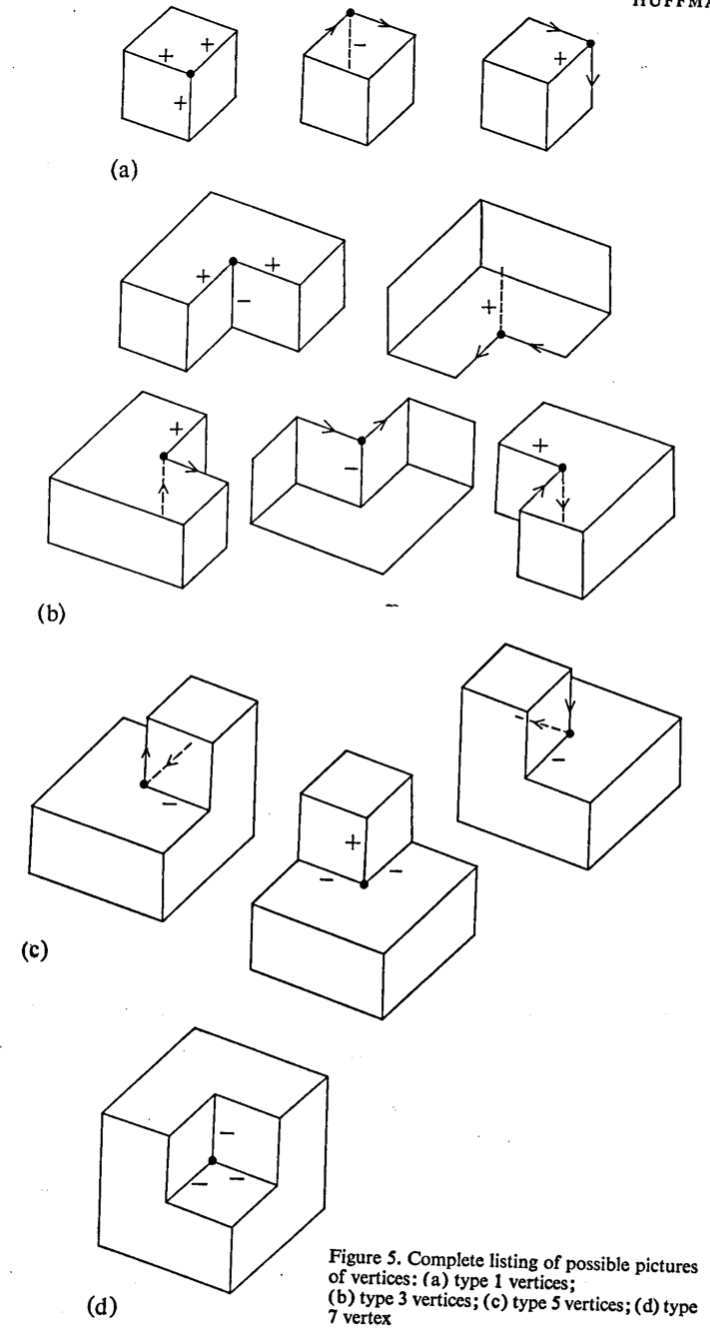 HUFFMA
+ +
+
-
+
(a)
+ +
-
+
+
-
+
(b)
-
+
- -
-
(c)
-
- -
(d)
Figure 5. Complete listing of possible pictures
of vertices: (a) type 1 vertices;
(b) type 3 vertices; (c) type 5 vertices; (d) type
7 vertex